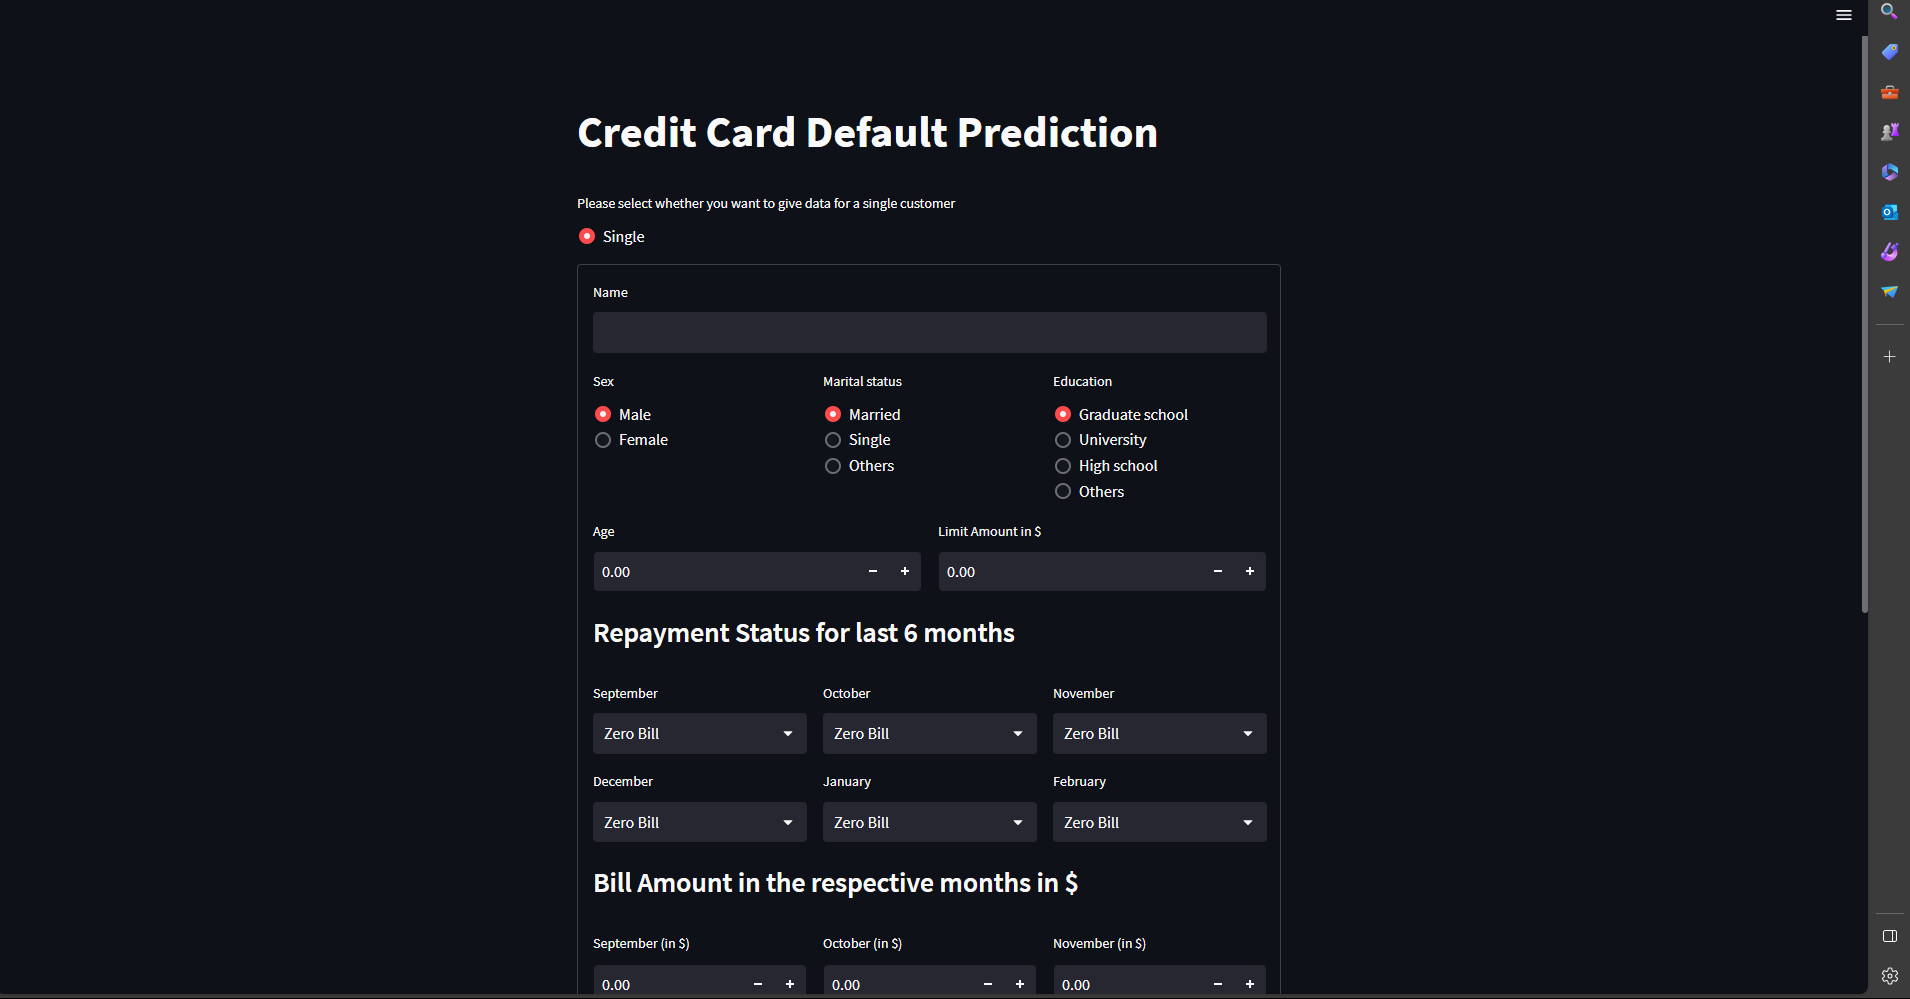 Credit Card Default Prediction
Please select whether you want to give data for a single customer
Single
Name
Sex Marital status Education
Male Married Graduate school
Female Single University
Others High school
Others
Age Limit Amount in $
0.00 - + 0.00 - +
Repayment Status for last 6 months
September October November
Zero Bill Zero Bill Zero Bill
December January February
Zero Bill Zero Bill Zero Bill
Bill Amount in the respective months in $
September (in $) October (in $) November (in $)
0.00 - + 0.00 - + 0.00 - +